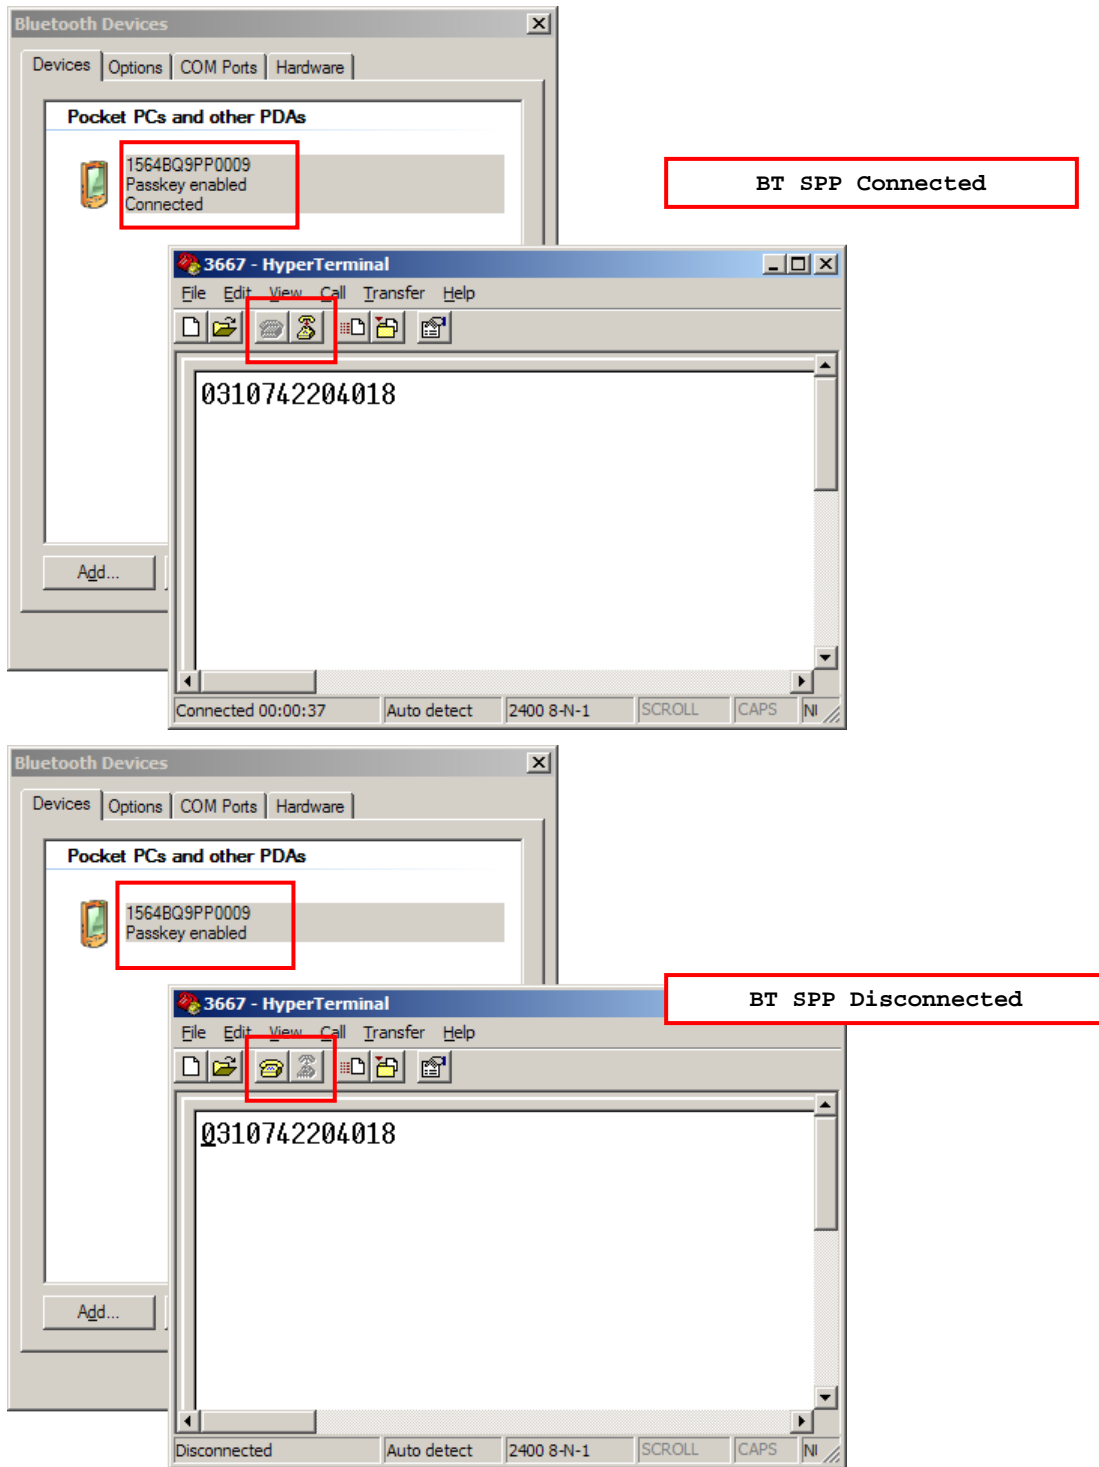 Bluetooth Devices
Devices Options COM Ports Hardware
Pocket PCs and other PDAs
1564BQ9PP0009
Passkey enabled
Connected
BT SPP Connected
3667 - HyperTerminal
File Edit View Call Transfer Help
0310742204018
Add...
Connected 00:00:37 Auto detect 2400 8-N-1 SCROLL CAPS
Bluetooth Devices
Devices Options COM Ports Hardware
Pocket PCs and other PDAs
1564BQ9PP0009
Passkey enabled
BT SPP Disconnected
3667 - HyperTerminal
File Edit View Call Transfer Help
0310742204018
Add...
Disconnected Auto detect 2400 8-N-1 SCROLL CAPS